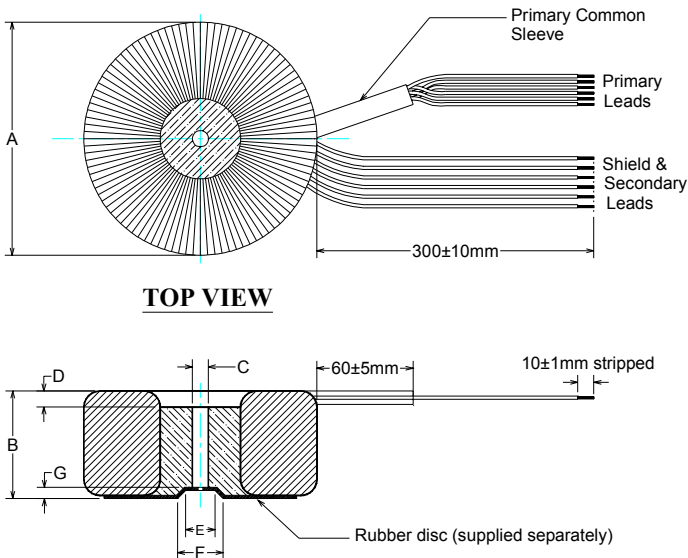 Primary Common
Sleeve
Primary
Leads
A
Shield &
Secondary
Leads
300±10mm
TOP VIEW
D
C
60±5mm
10±1mm stripped
B
G
E
F
Rubber disc (supplied separately)